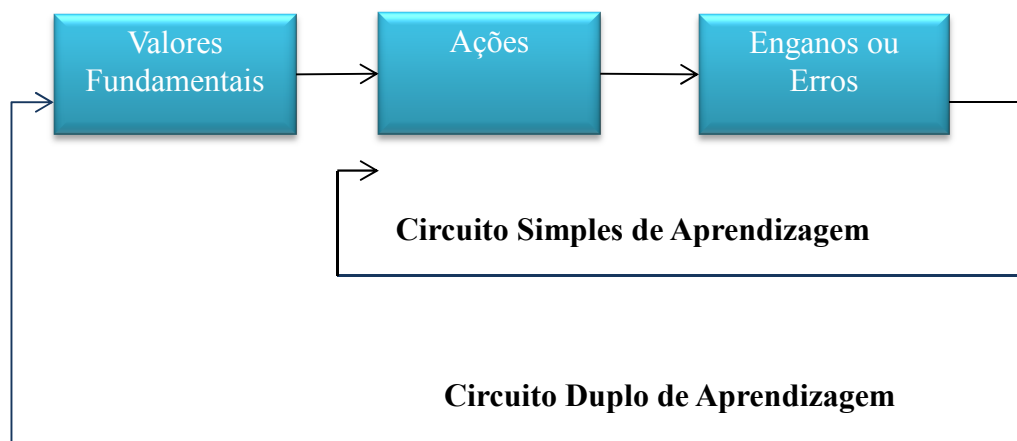 Valores
Fundamentais
Ações
Enganos ou
Erros
Circuito Simples de Aprendizagem
Circuito Duplo de Aprendizagem